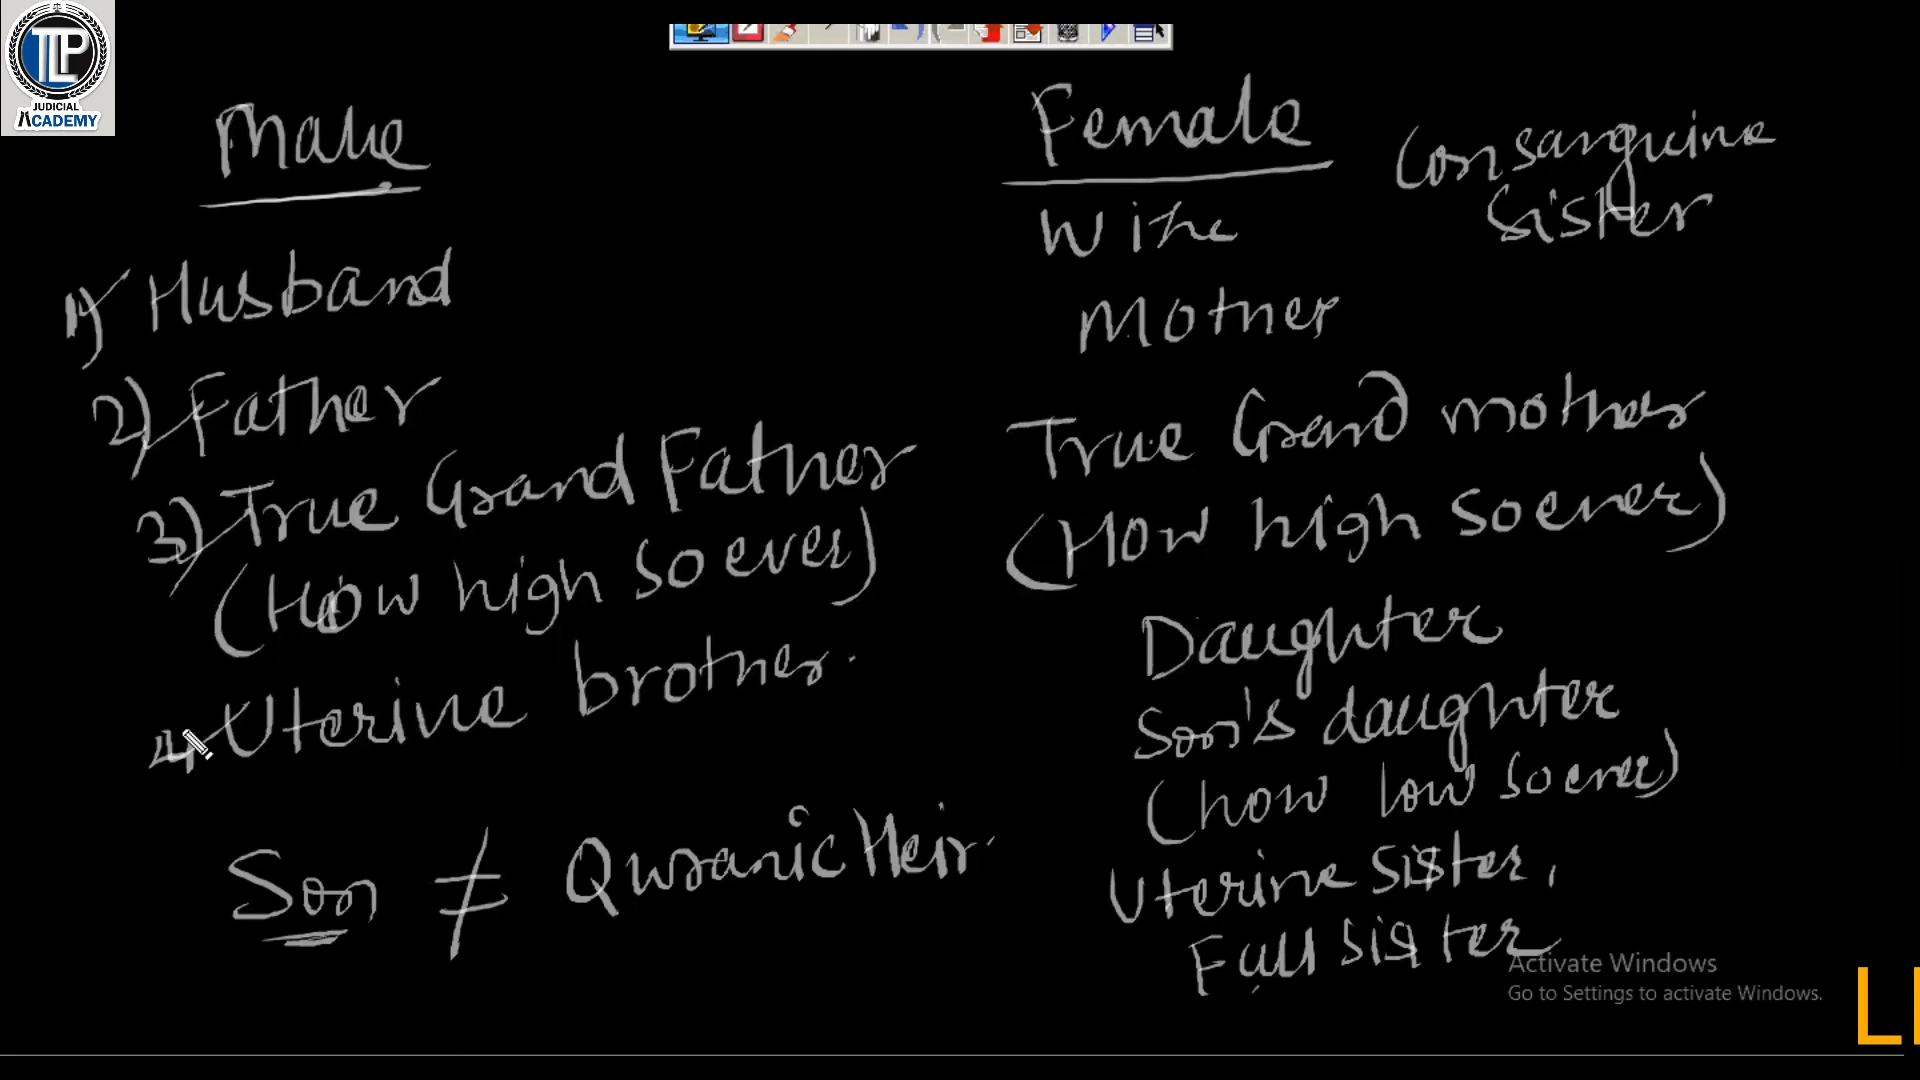 TLP
JUDICIAL
ACADEMY
Male
1) Husband
2) Father
3) True Grand Father
(How high so ever)
4) Uterine brother.
Son ≠ Quranic Heir.
Female
Wife
Mother
True Grand mother
(How high so ever)
Daughter
Son's daughter
(how low so ever)
Uterine sister,
Full sister
Consanguine
sister
Activate Windows
Go to Settings to activate Windows.